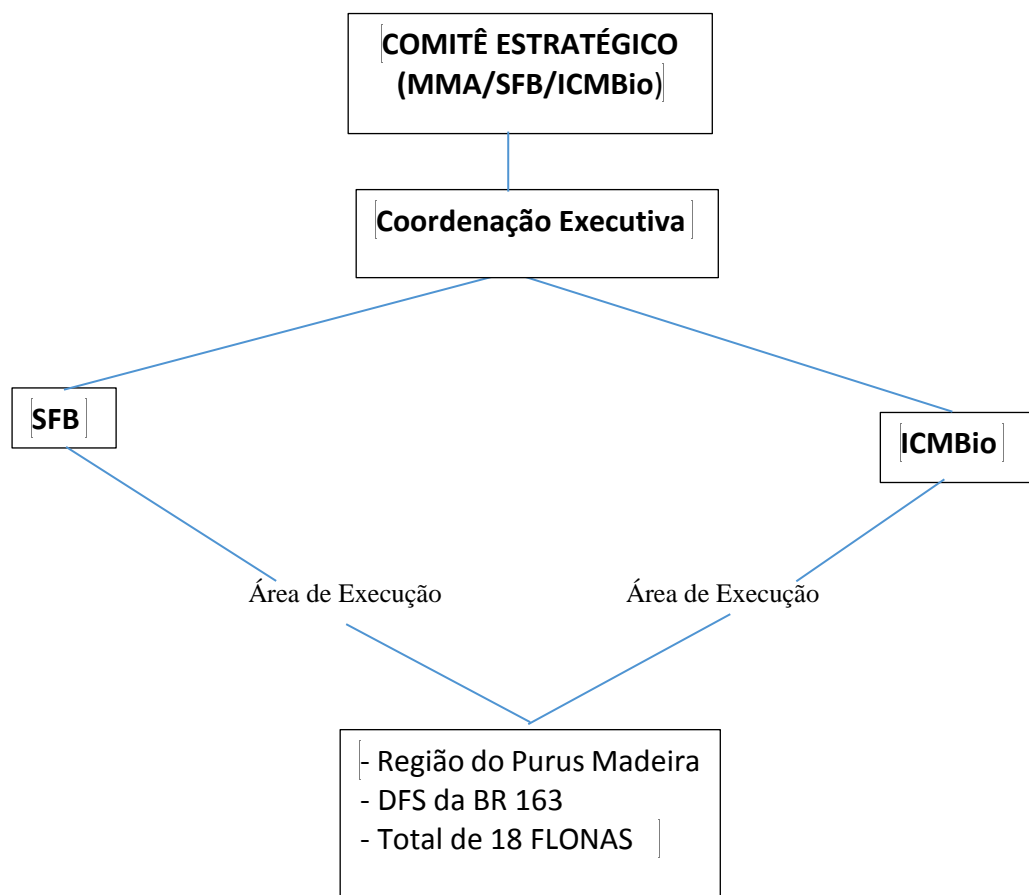 COMITÊ ESTRATÉGICO
(MMA/SFB/ICMBio)
Coordenação Executiva
SFB
ICMBio
Área de Execução
Área de Execução
- Região do Purus Madeira
- DFS da BR 163
- Total de 18 FLONAS